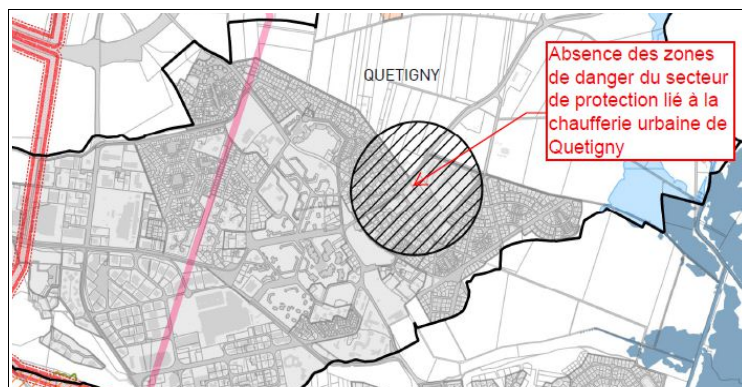 QUETIGNY
Absence des zones
de danger du secteur
de protection lié à la
chaufferie urbaine de
Quetigny